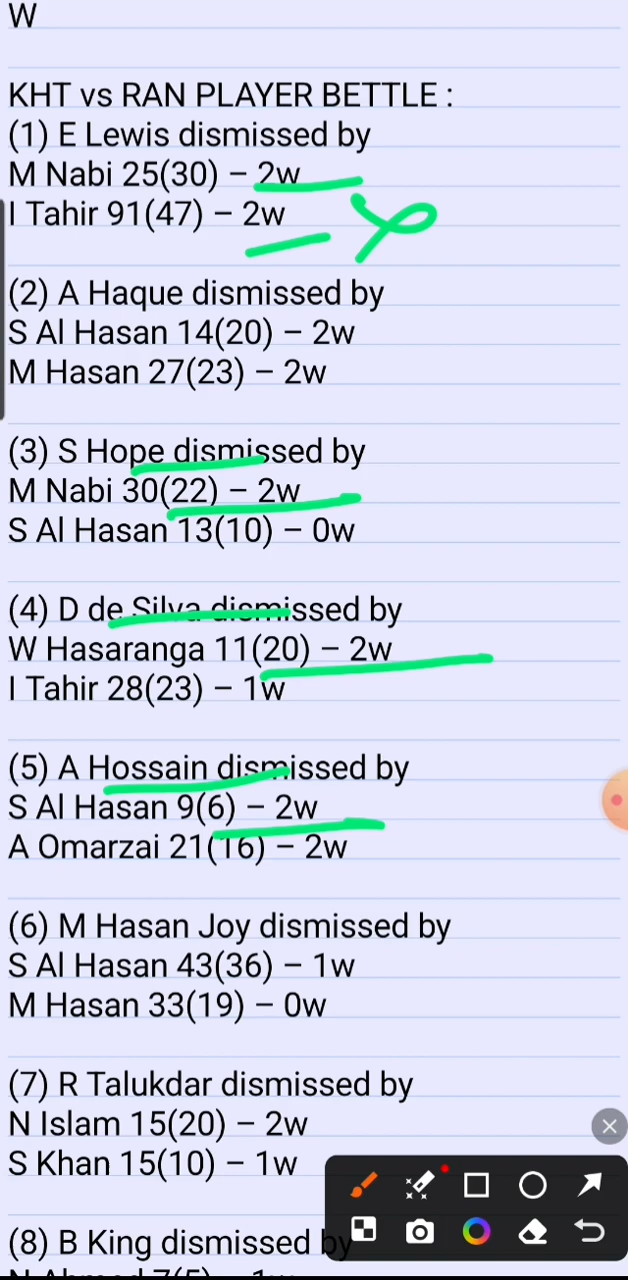 W
KHT vs RAN PLAYER BETTLE :
(1) E Lewis dismissed by
M Nabi 25(30) – 2w
I Tahir 91(47) – 2w
(2) A Haque dismissed by
S Al Hasan 14(20) – 2w
M Hasan 27(23) – 2w
(3) S Hope dismissed by
M Nabi 30(22) – 2w
S Al Hasan 13(10) – 0w
(4) D de Silva dismissed by
W Hasaranga 11(20) – 2w
I Tahir 28(23) – 1w
(5) A Hossain dismissed by
S Al Hasan 9(6) – 2w
A Omarzai 21(16) – 2w
(6) M Hasan Joy dismissed by
S Al Hasan 43(36) – 1w
M Hasan 33(19) – 0w
(7) R Talukdar dismissed by
N Islam 15(20) – 2w
S Khan 15(10) – 1w
(8) B King dismissed by